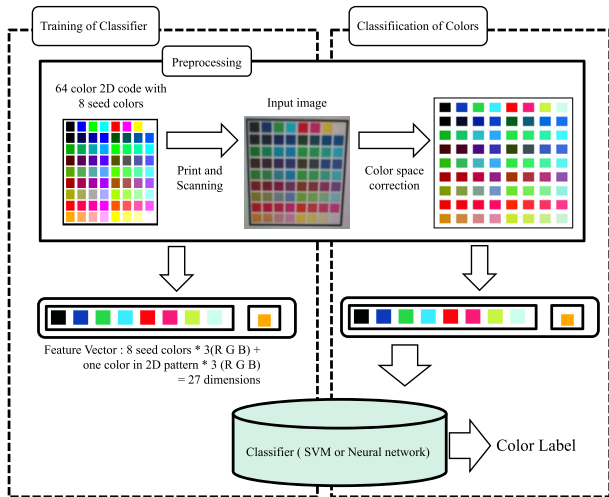 Training of Classifier
Classifiication of Colors
Preprocessing
64 color 2D code with
8 seed colors
Input image
Print and
Scanning
Color space
correction
Feature Vector : 8 seed colors * 3(R G B) +
one color in 2D pattern * 3 (R G B)
= 27 dimensions
Classifier ( SVM or Neural network)
Color Label